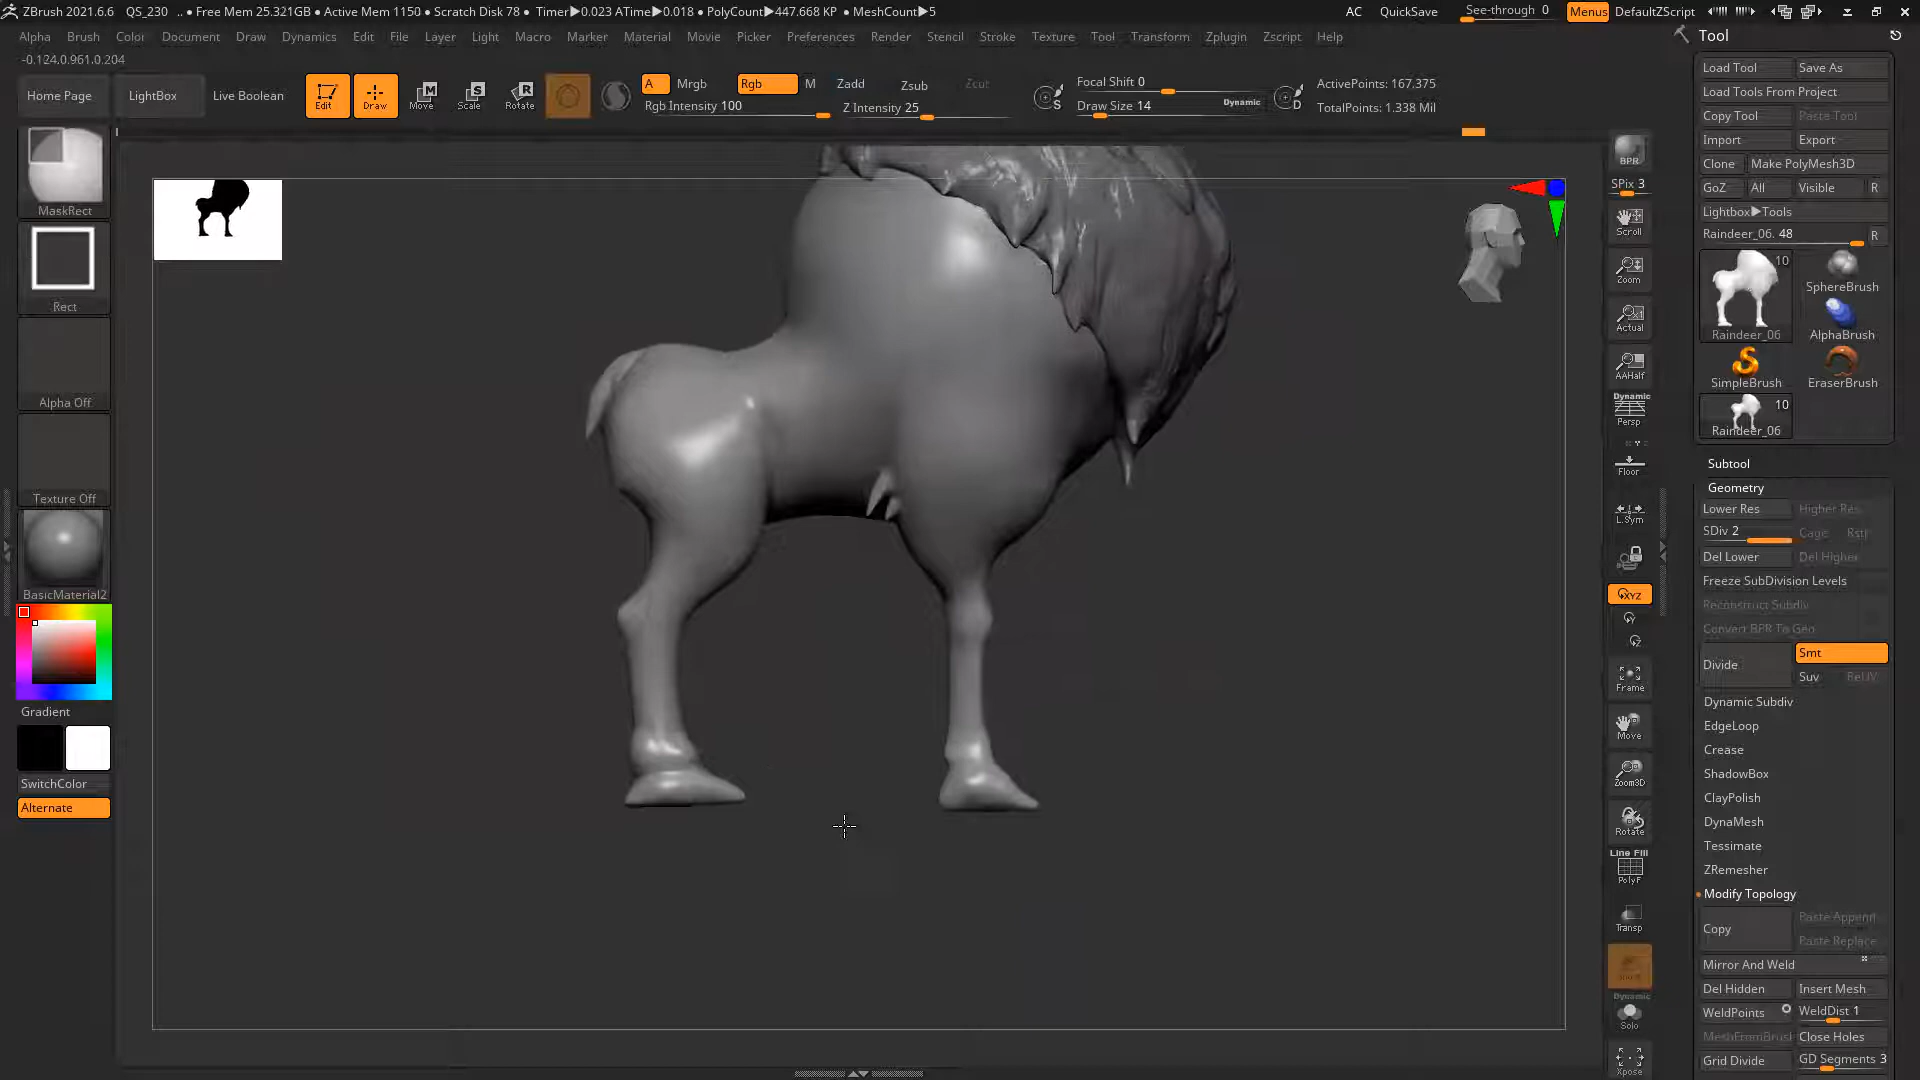 ZBrush 2021.6.6 QS_230 .. • Free Mem 25.321GB • Active Mem 1150 • Scratch Disk 78 • Timer▶0.023 ATime▶0.018 • PolyCount▶447.668 KP • MeshCount▶5 AC QuickSave See-through 0 Menus DefaultZScript
Alpha Brush Color Document Draw Dynamics Edit File Layer Light Macro Marker Material Movie Picker Preferences Render Stencil Stroke Texture Tool Transform Zplugin Zscript Help
-0.124,0.961,0.204
Home Page LightBox Live Boolean Edit Draw Move Scale Rotate
M S R
A Mrgb Rgb M Zadd Zsub Zcut
Rgb Intensity 100 Z Intensity 25
S Focal Shift 0 D
Draw Size 14 Dynamic
ActivePoints: 167,375
TotalPoints: 1.338 Mil
MaskRect
Rect
Alpha Off
Texture Off
BasicMaterial2
Gradient
SwitchColor
Alternate
BPR
SPix 3
Scroll
Zoom
Actual
AAHalf
Dynamic
Persp
Floor
L.Sym
XYZ
Frame
Move
Zoom3D
Rotate
Line Fill
PolyF
Transp
Dynamic
Solo
Xpose
Tool
Load Tool Save As
Load Tools From Project
Copy Tool Paste Tool
Import Export
Clone Make PolyMesh3D
GoZ All Visible R
Lightbox▶Tools
Raindeer_06. 48 R
10
Raindeer_06
SphereBrush
AlphaBrush
SimpleBrush EraserBrush
10
Raindeer_06
Subtool
Geometry
Lower Res Higher Res
SDiv 2 Cage Rstr
Del Lower Del Higher
Freeze SubDivision Levels
Reconstruct Subdiv
Convert BPR To Geo
Divide Smt
Suv ReUV
Dynamic Subdiv
EdgeLoop
Crease
ShadowBox
ClayPolish
DynaMesh
Tessimate
ZRemesher
Modify Topology
Copy Paste Append
Paste Replace
Mirror And Weld
Del Hidden Insert Mesh
WeldPoints WeldDist 1
MeshFromBrush Close Holes
Grid Divide GD Segments 3